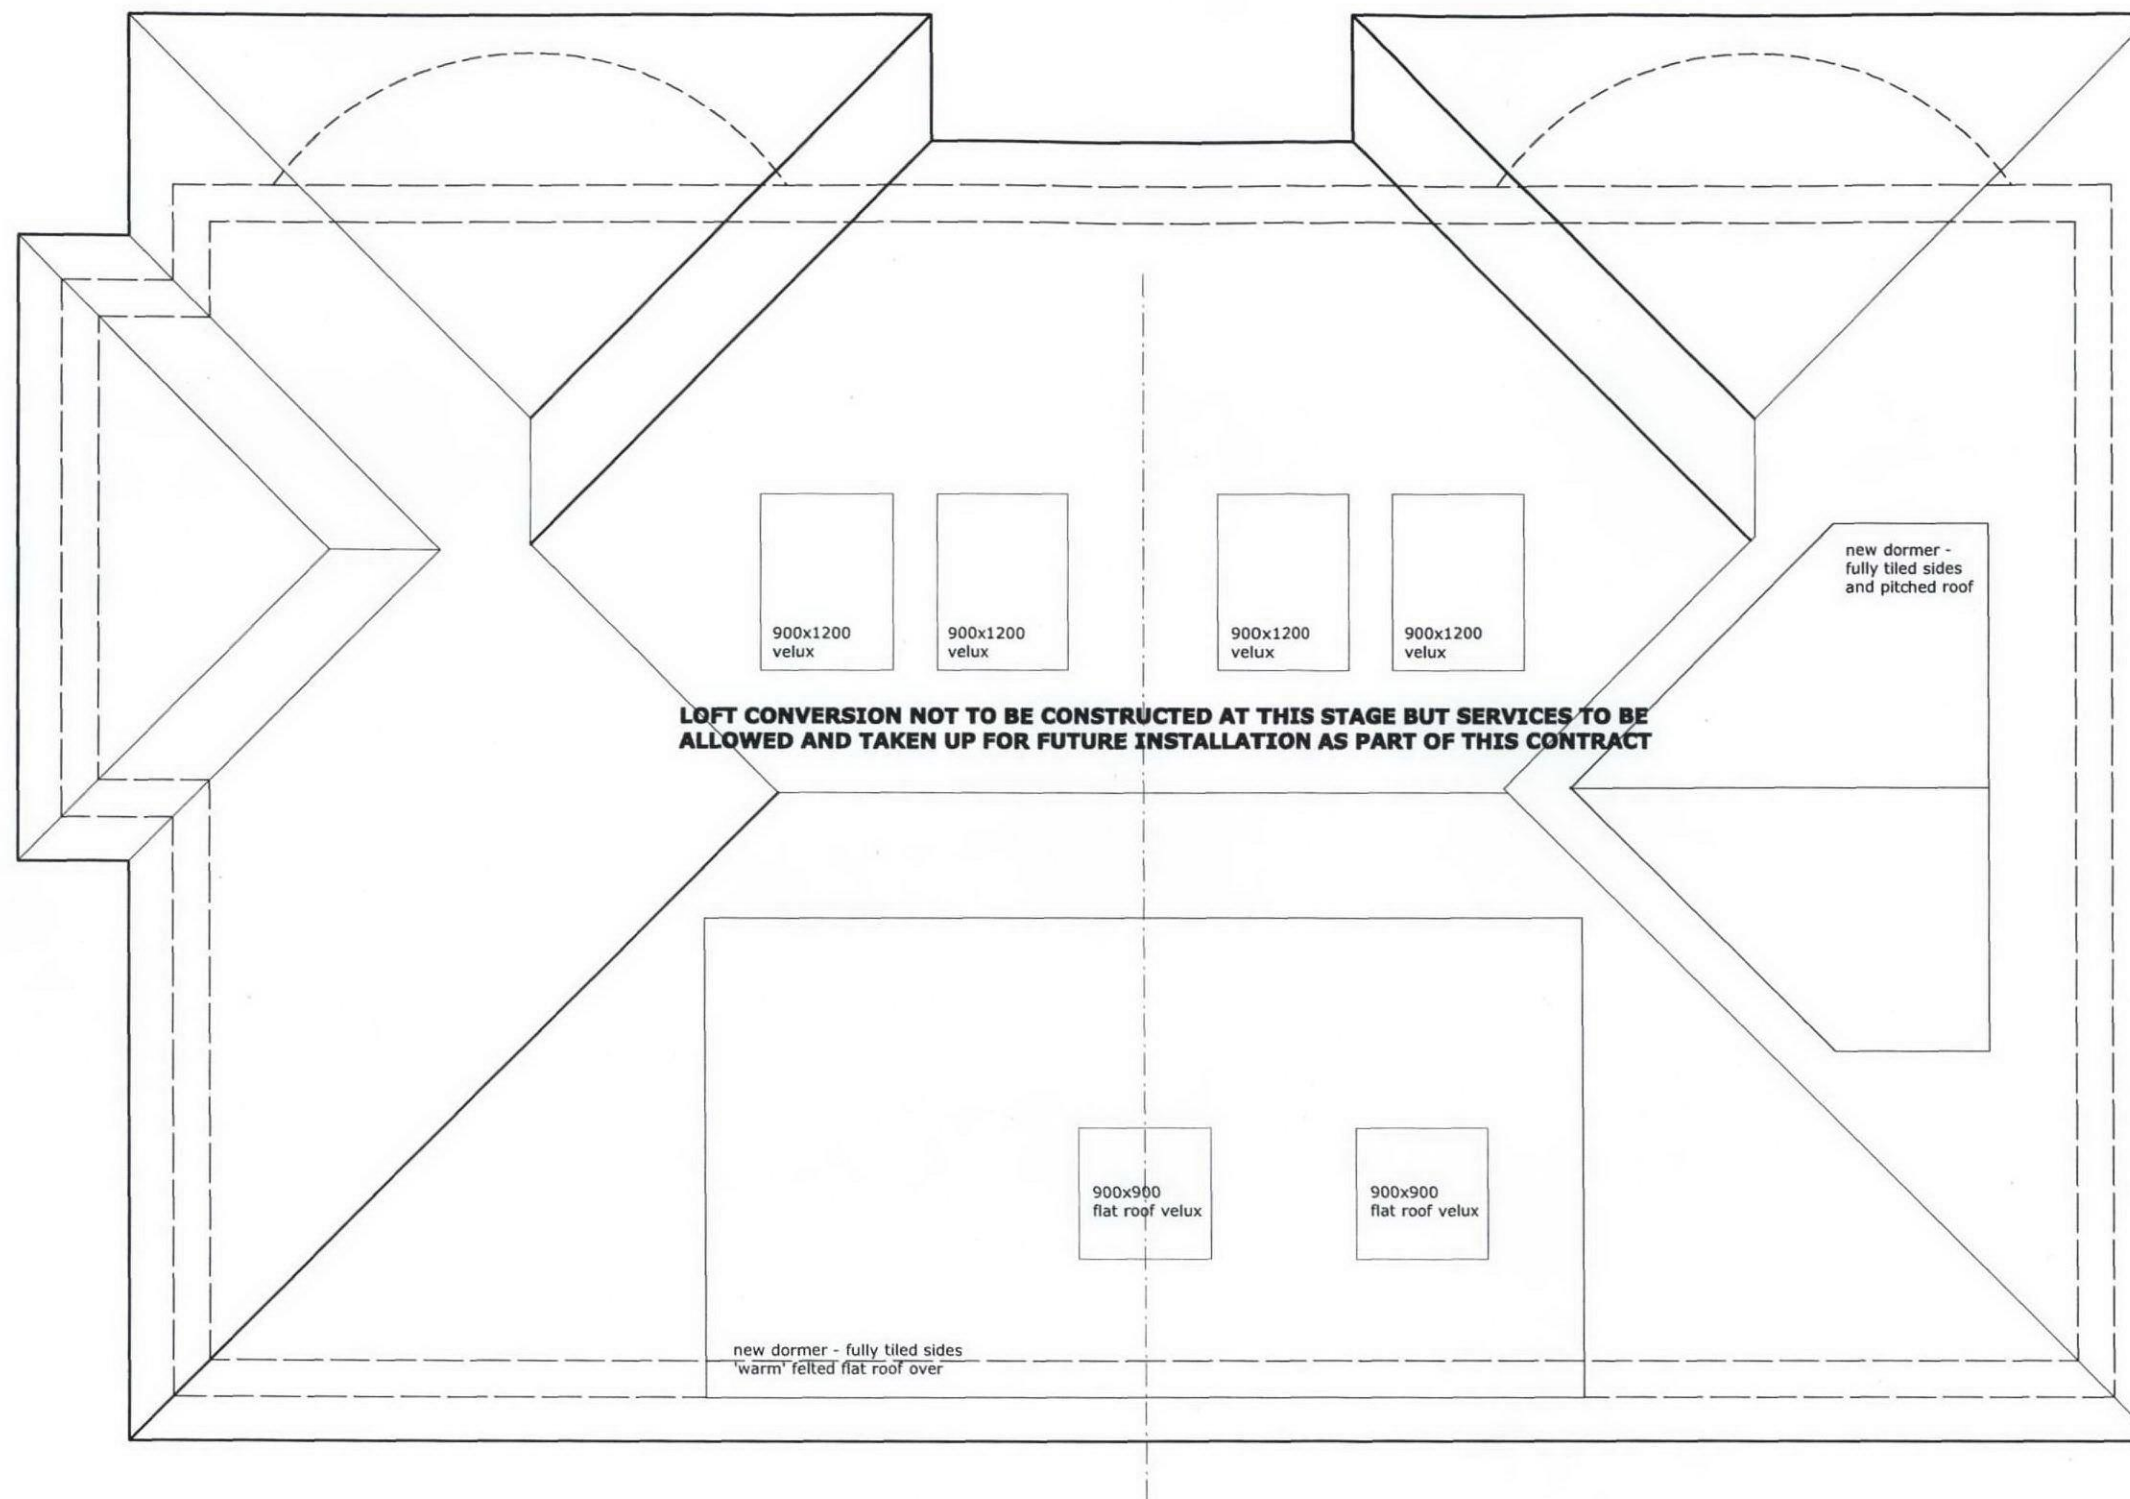 new dormer -
fully tiled sides
and pitched roof
900x1200
velux
900x1200
velux
900x1200
velux
900x1200
velux
LOFT CONVERSION NOT TO BE CONSTRUCTED AT THIS STAGE BUT SERVICES TO BE
ALLOWED AND TAKEN UP FOR FUTURE INSTALLATION AS PART OF THIS CONTRACT
900x900
flat roof velux
900x900
flat roof velux
new dormer - fully tiled sides
'warm' felted flat roof over